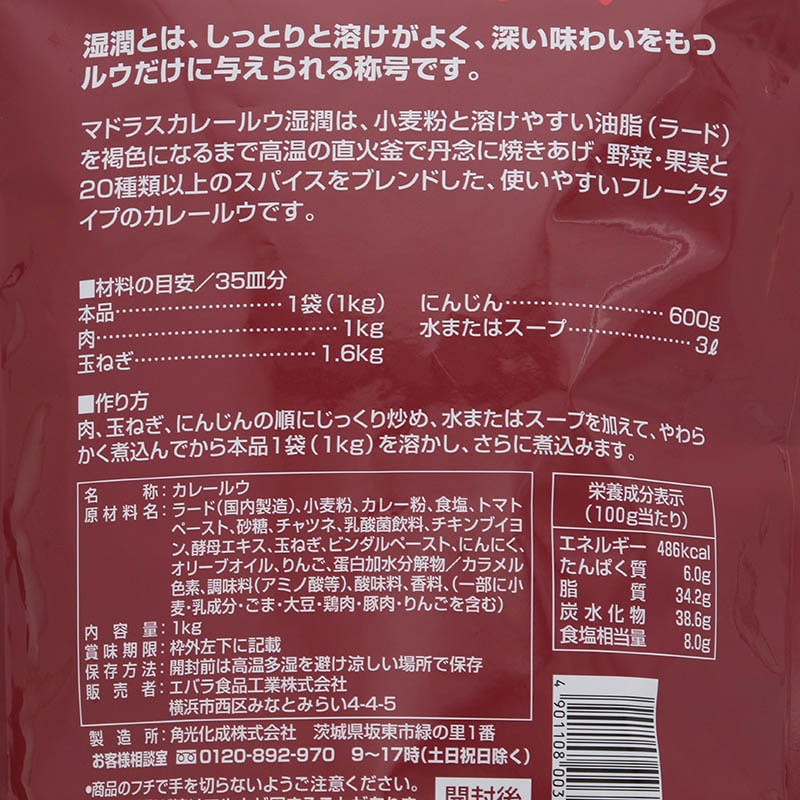 湿潤とは、しっとりと溶けがよく、深い味わいをもつ
ルウだけに与えられる称号です。
マドラスカレールウ湿潤は、小麦粉と溶けやすい油脂（ラード）
を褐色になるまで高温の直火釜で丹念に焼きあげ、野菜・果実と
20種類以上のスパイスをブレンドした、使いやすいフレークタ
イプのカレールウです。
■材料の目安／35皿分
本品……………………1袋（1kg）
肉……………………………1kg
玉ねぎ………………………1.6kg
にんじん…………………600g
水またはスープ……………3ℓ
■作り方
肉、玉ねぎ、にんじんの順にじっくり炒め、水またはスープを加えて、やわら
かく煮込んでから本品1袋（1kg）を溶かし、さらに煮込みます。
名称：カレールウ
原材料名：ラード（国内製造）、小麦粉、カレー粉、食塩、トマト
ペースト、砂糖、チャツネ、乳酸菌飲料、チキンブイヨ
ン、酵母エキス、玉ねぎ、ビンダルペースト、にんにく、
オリーブオイル、りんご、蛋白加水分解物／カラメル
色素、調味料（アミノ酸等）、酸味料、香料、（一部に小
麦・乳成分・ごま・大豆・鶏肉・豚肉・りんごを含む）
内容量：1kg
賞味期限：枠外左下に記載
保存方法：開封前は高温多湿を避け涼しい場所で保存
販売者：エバラ食品工業株式会社
横浜市西区みなとみらい4-4-5
栄養成分表示
（100g当たり）
エネルギー 486kcal
たんぱく質 6.0g
脂質 34.2g
炭水化物 38.6g
食塩相当量 8.0g
製造所：角光化成株式会社 茨城県坂東市緑の里1番
お客様相談室 0120-892-970 9～17時（土日祝日除く）
•商品のフチで手を切らないようご注意ください。
開封後
4 901108 003